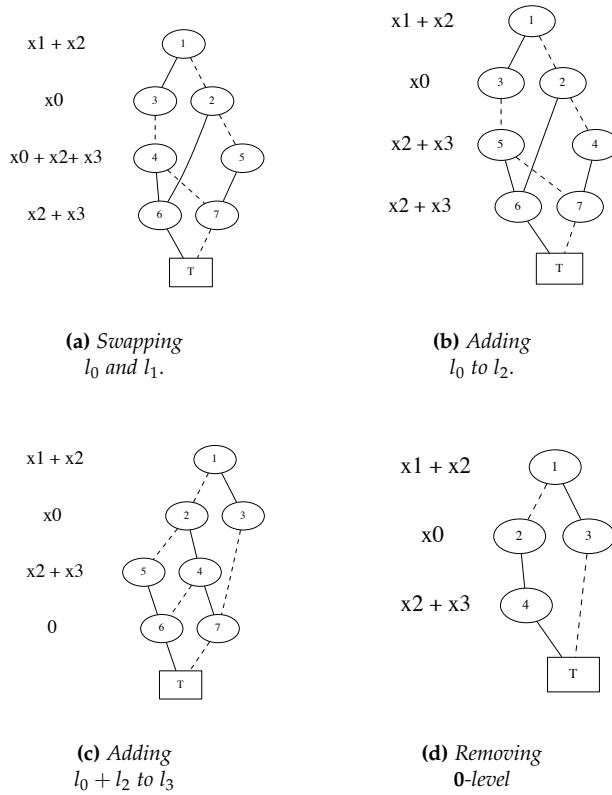 x1 + x2
1
x0
3
2
x0 + x2+ x3
4
5
x2 + x3
6
7
T
(a) Swapping
l0 and l1.
x1 + x2
1
x0
3
2
x2 + x3
5
4
x2 + x3
6
7
T
(b) Adding
l0 to l2.
x1 + x2
1
x0
2
3
x2 + x3
5
4
0
6
7
T
(c) Adding
l0 + l2 to l3
x1 + x2
1
x0
2
3
x2 + x3
4
T
(d) Removing
0-level